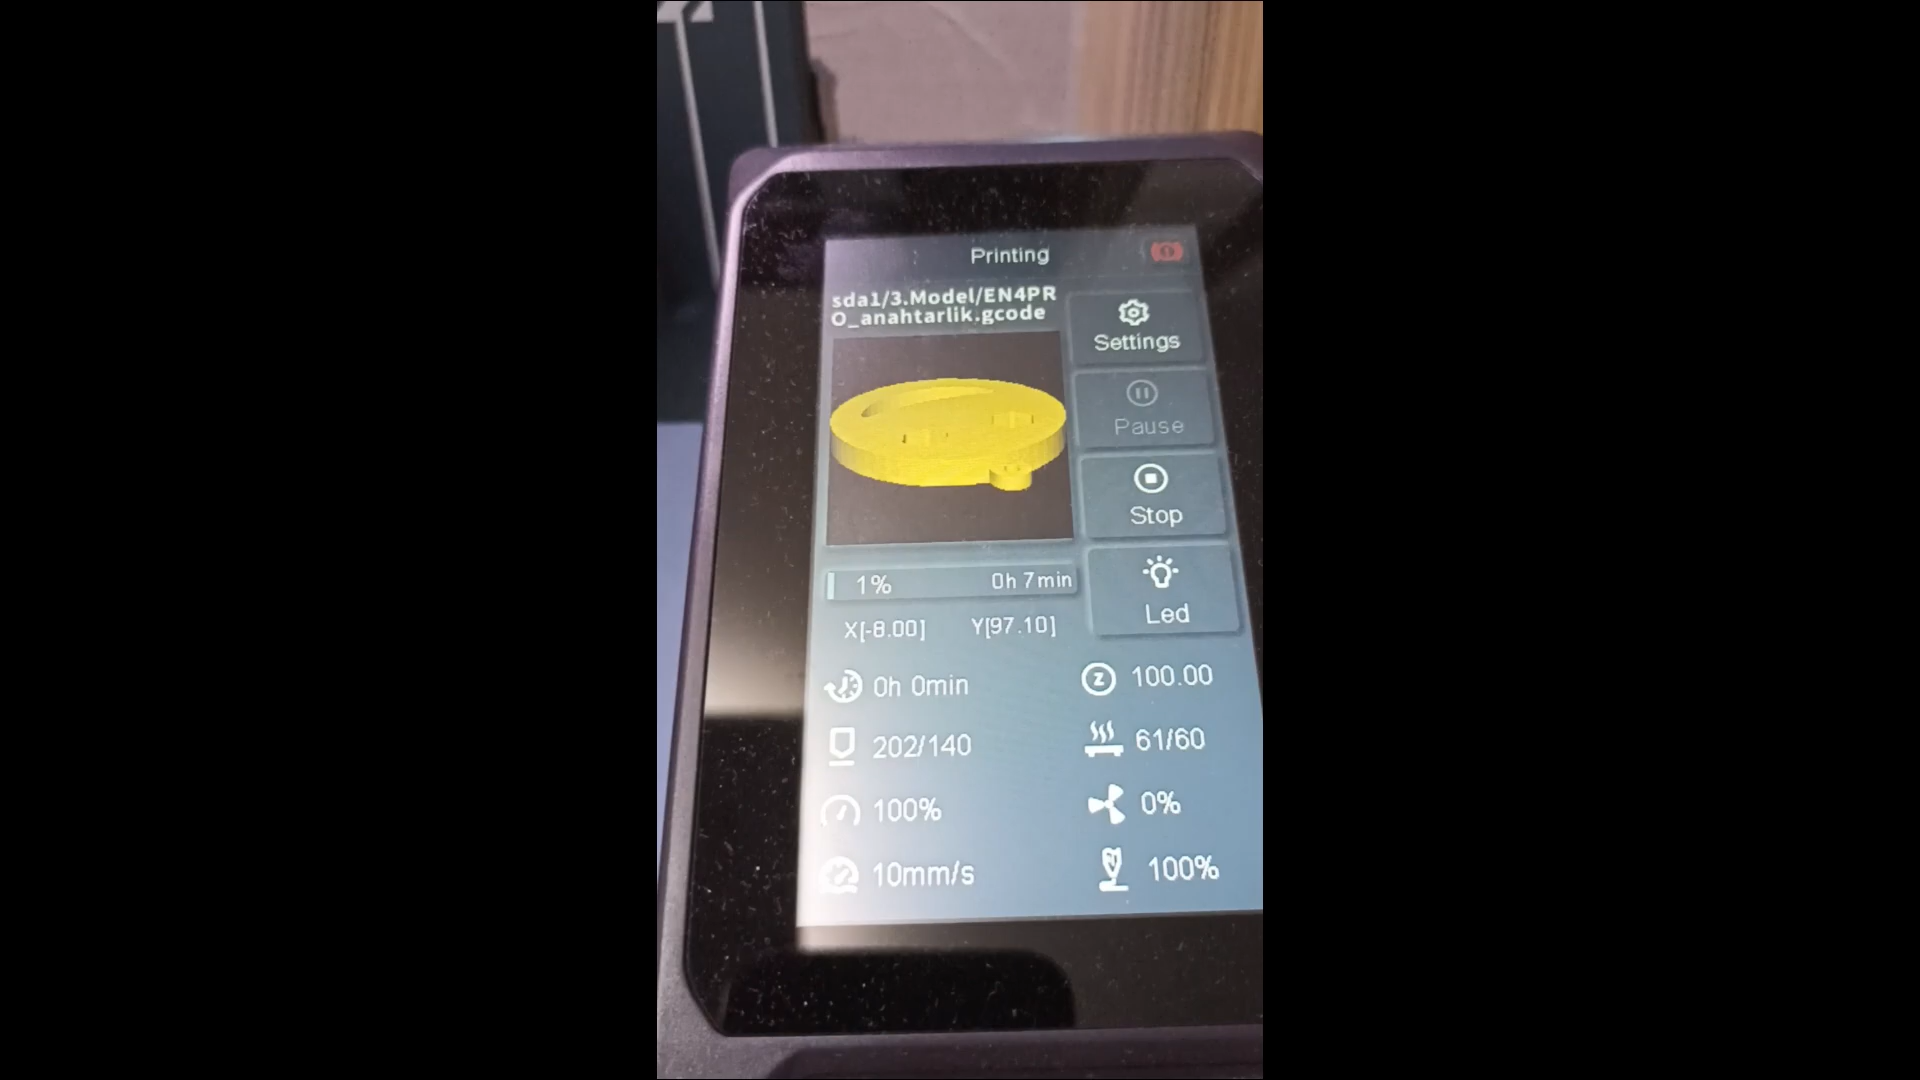 Printing
sda1/3.Model/EN4PR
O_anahtarlik.gcode
Settings
Pause
Stop
Led
1% 0h 7min
X[-8.00] Y[97.10]
0h 0min Z 100.00
202/140 61/60
100% 0%
10mm/s 100%